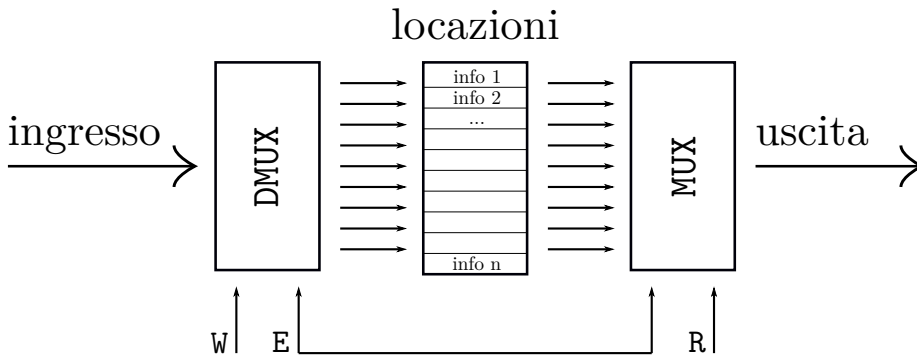 locazioni
ingresso
DMUX
info 1
info 2
...
info n
MUX
uscita
W
E
R